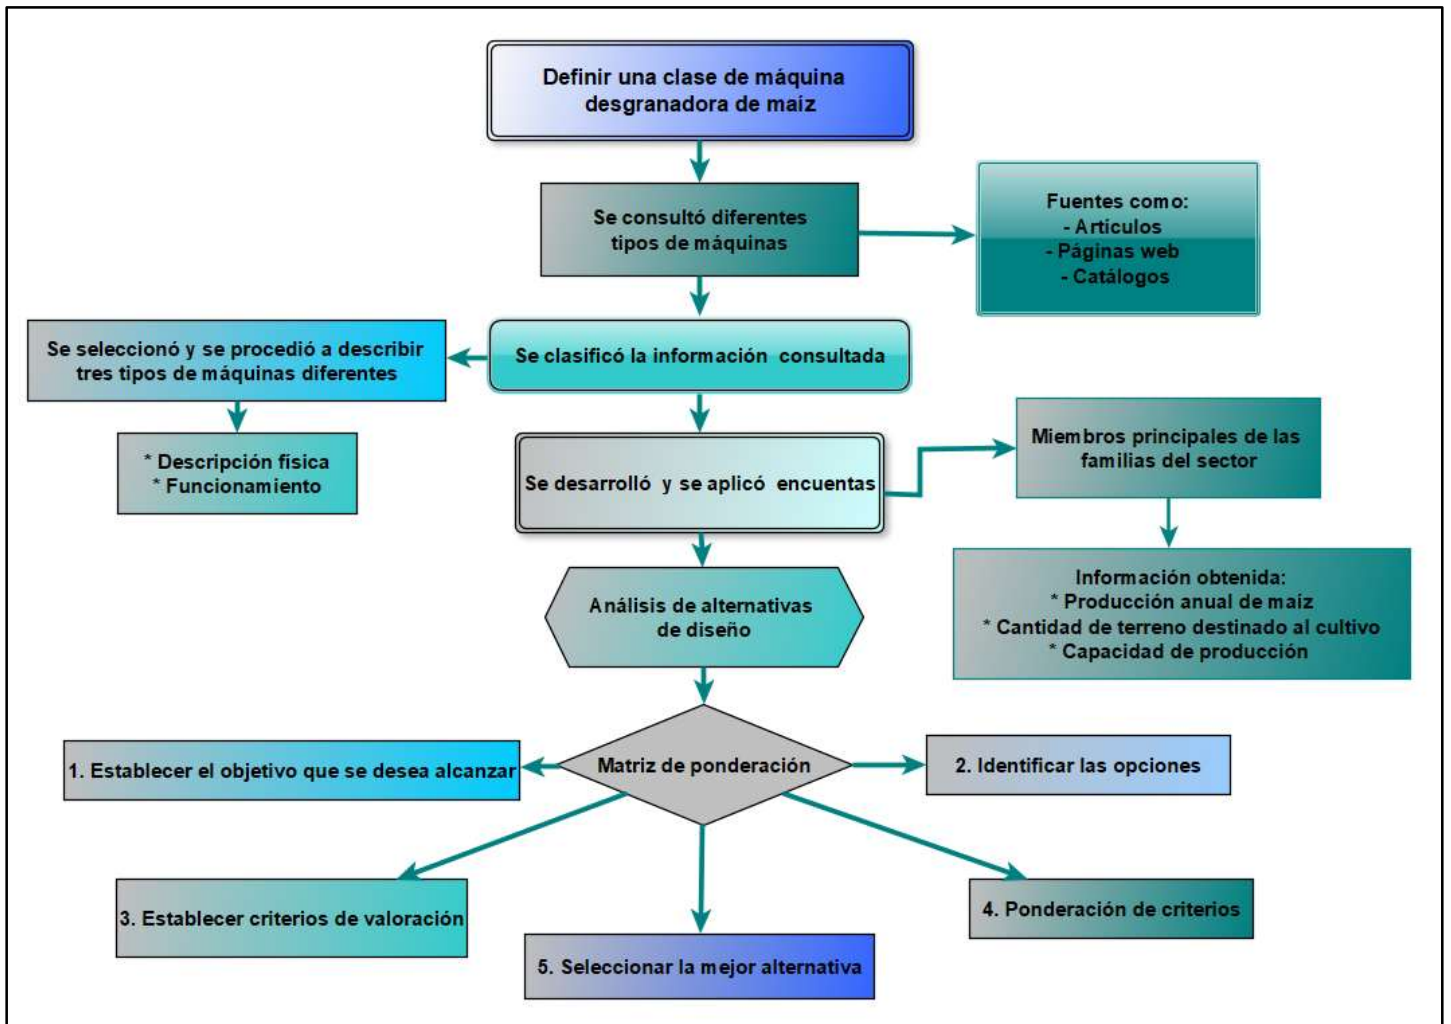 Definir una clase de máquina
desgranadora de maíz
Se consultó diferentes
tipos de máquinas
Fuentes como:
- Artículos
- Páginas web
- Catálogos
Se clasificó la información consultada
Se seleccionó y se procedió a describir
tres tipos de máquinas diferentes
* Descripción física
* Funcionamiento
Se desarrolló y se aplicó encuentas
Miembros principales de las
familias del sector
Información obtenida:
* Producción anual de maíz
* Cantidad de terreno destinado al cultivo
* Capacidad de producción
Análisis de alternativas
de diseño
Matriz de ponderación
1. Establecer el objetivo que se desea alcanzar
2. Identificar las opciones
3. Establecer criterios de valoración
4. Ponderación de criterios
5. Seleccionar la mejor alternativa